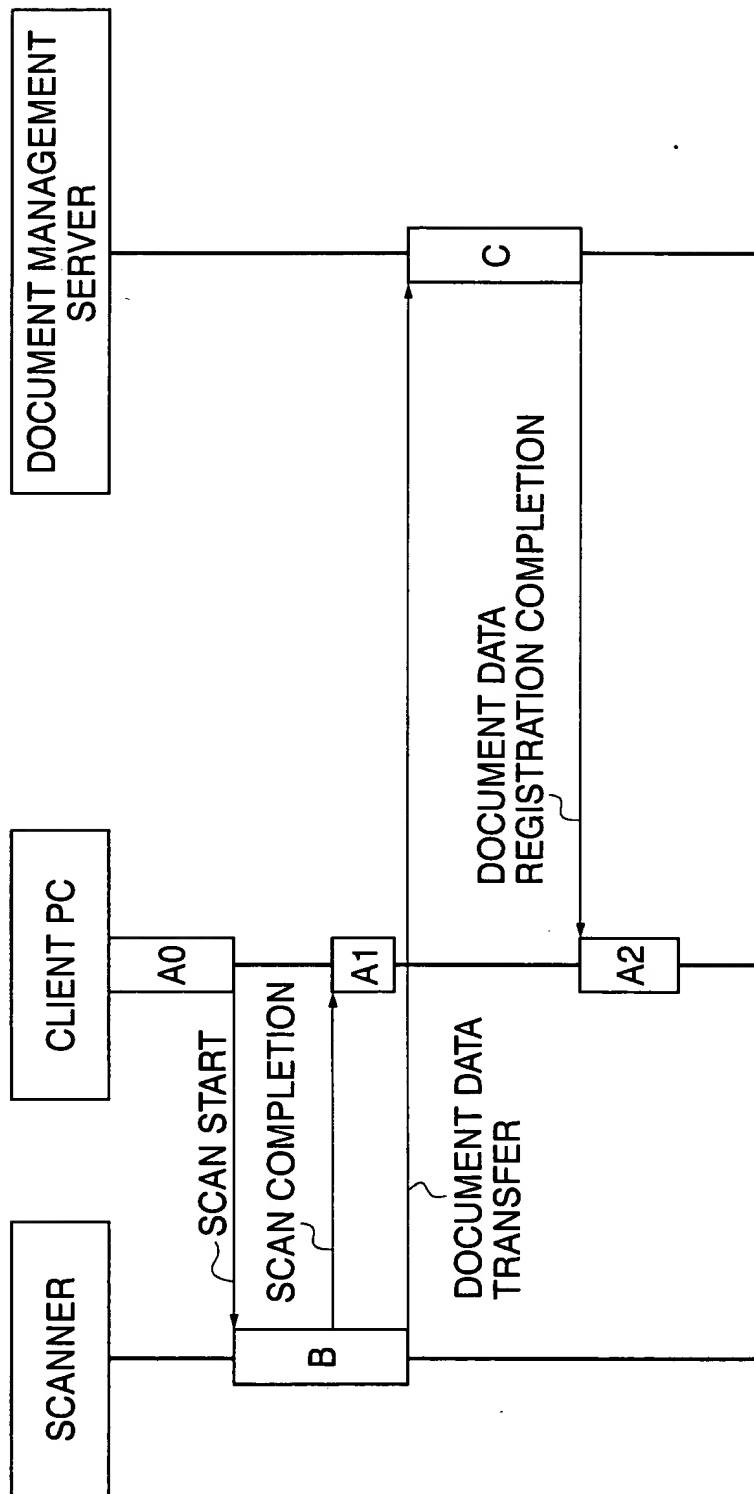 SCANNER
CLIENT PC
DOCUMENT MANAGEMENT
SERVER
A0
SCAN START
B
SCAN COMPLETION
A1
DOCUMENT DATA
TRANSFER
C
DOCUMENT DATA
REGISTRATION COMPLETION
A2